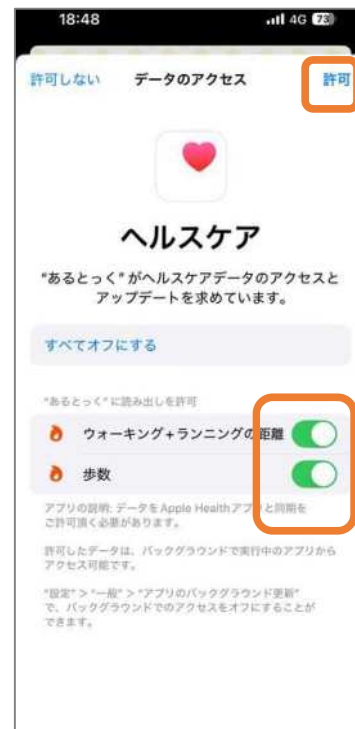 18:48
4G 73
許可しない データのアクセス 許可
ヘルスケア
"あるとっく"がヘルスケアデータのアクセスと
アップデートを求めています。
すべてオフにする
"あるとっく"に読み出しを許可
ウォーキング+ランニングの距離
歩数
アプリの説明: データを Apple Healthアプリと同期を
ご許可頂く必要があります。
許可したデータは、バックグラウンドで実行中のアプリから
アクセス可能です。
"設定" > "一般" > "アプリのバックグラウンド更新"
で、バックグラウンドでのアクセスをオフにすることが
できます。